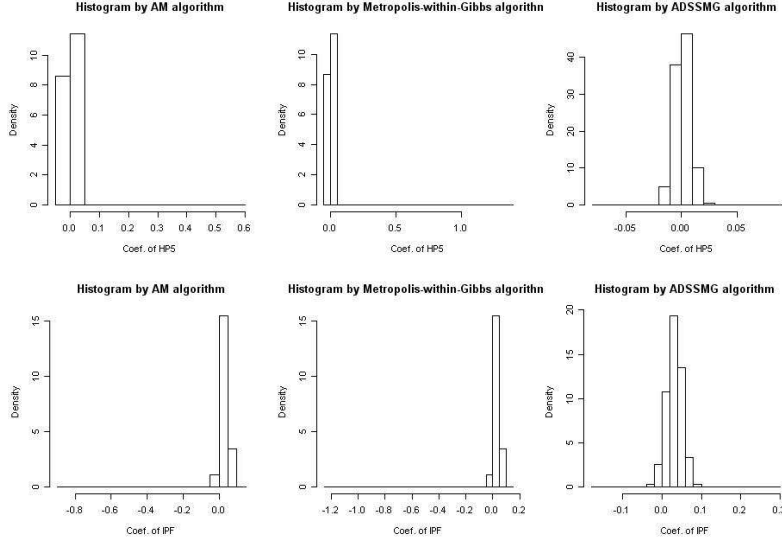 Histogram by AM algorithm
Histogram by Metropolis-within-Gibbs algorithn
Histogram by ADSSMG algorithm
Density
10
8
6
4
2
0
0.0 0.1 0.2 0.3 0.4 0.5 0.6
Coef. of HP5
Density
10
8
6
4
2
0
0.0 0.5 1.0
Coef. of HP5
Density
40
30
20
10
0
-0.05 0.00 0.05
Coef. of HP5
Histogram by AM algorithm
Histogram by Metropolis-within-Gibbs algorithn
Histogram by ADSSMG algorithm
Density
15
10
5
0
-0.8 -0.6 -0.4 -0.2 0.0
Coef. of IPF
Density
15
10
5
0
-1.2 -1.0 -0.8 -0.6 -0.4 -0.2 0.0 0.2
Coef. of IPF
Density
20
15
10
5
0
-0.1 0.0 0.1 0.2 0.3
Coef. of IPF